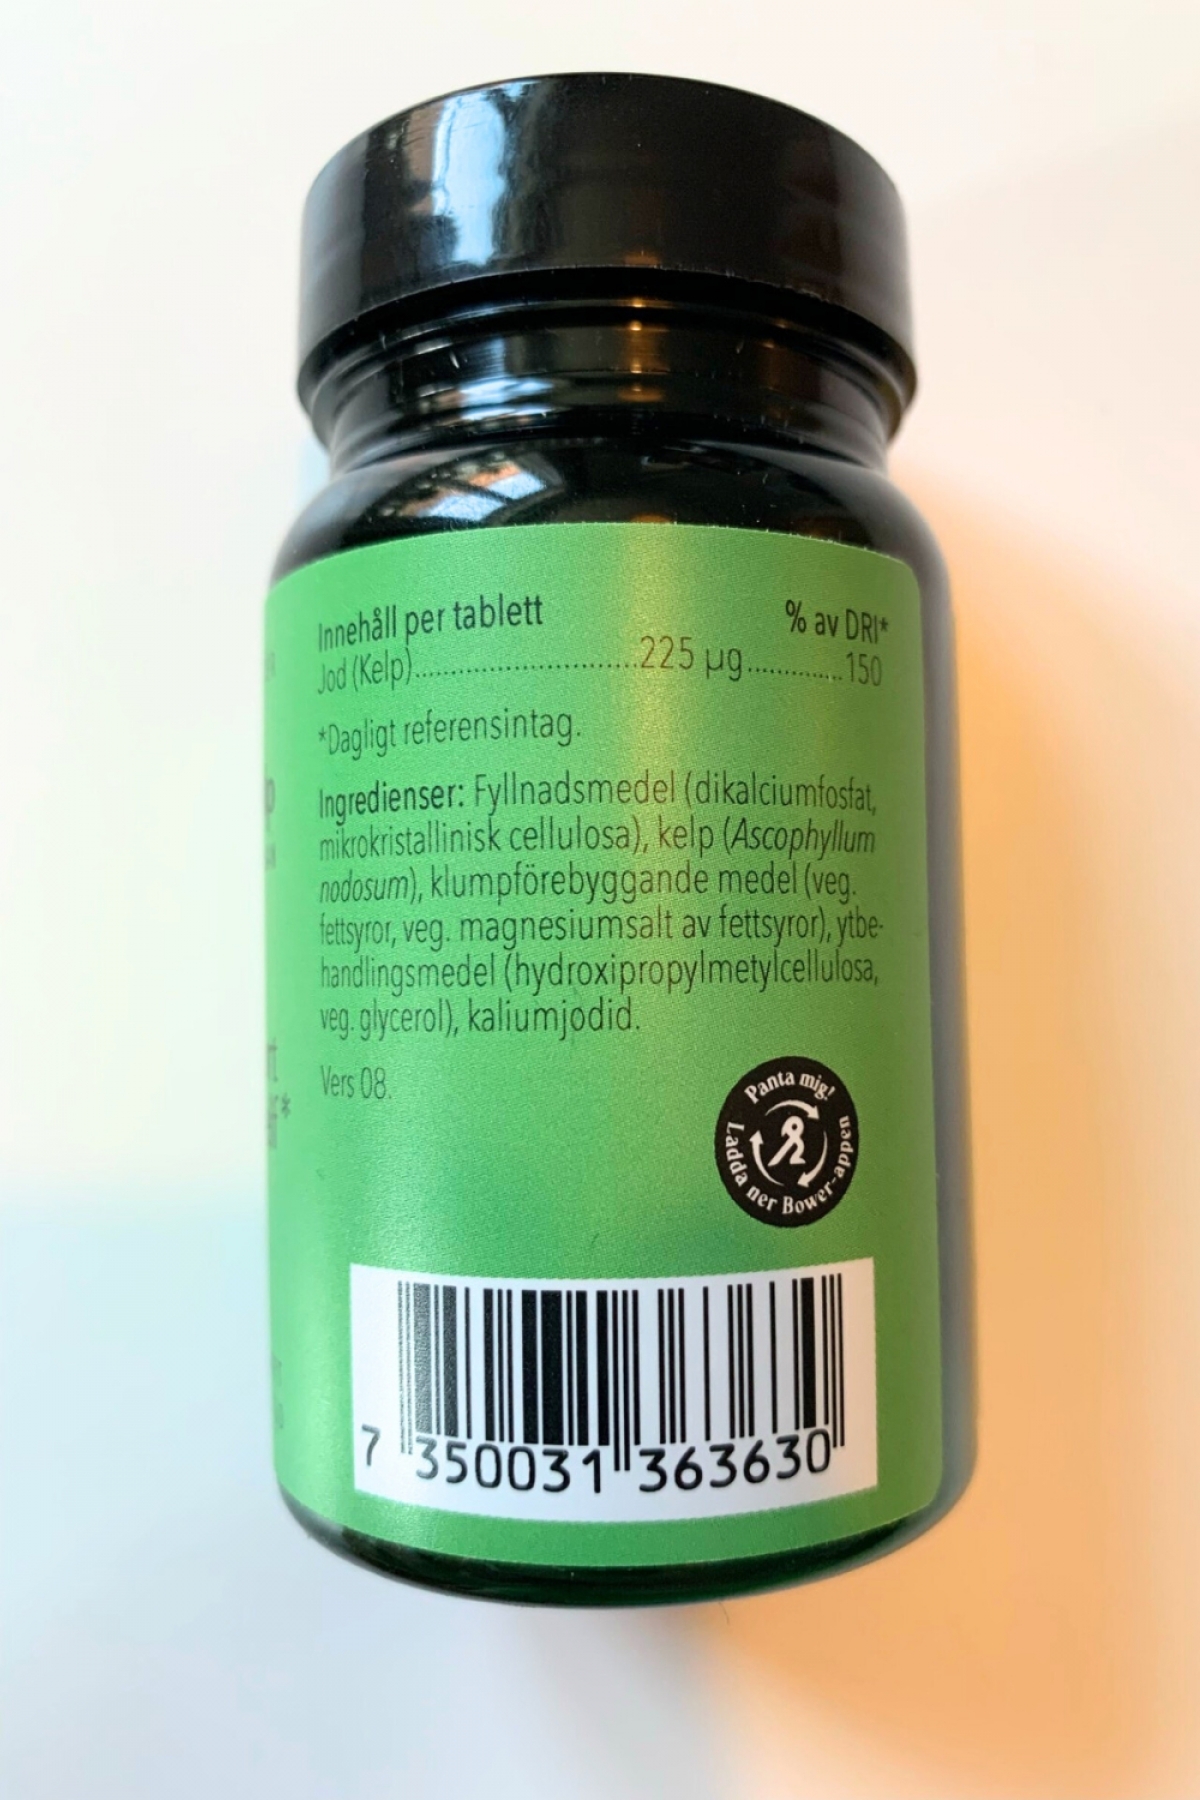 Innehåll per tablett % av DRI*
Jod (Kelp)..............................225 µg..............150
*Dagligt referensintag.
Ingredienser: Fyllnadsmedel (dikalciumfosfat,
mikrokristallinisk cellulosa), kelp (Ascophyllum
nodosum), klumpförebyggande medel (veg.
fettsyror, veg. magnesiumsalt av fettsyror), ytbe-
handlingsmedel (hydroxipropylmetylcellulosa,
veg. glycerol), kaliumjodid.
Vers 08.
Panta mig!
Ladda ner Bower-appen
7 350031 363630